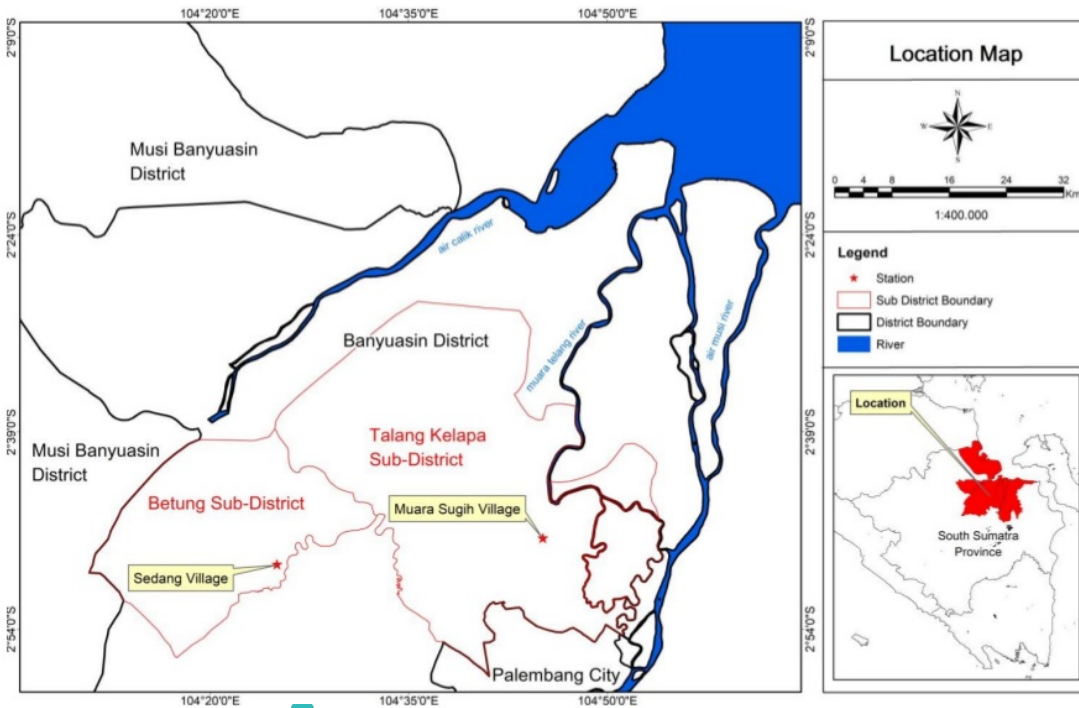 104°20'0"E
104°35'0"E
104°50'0"E
2°9'0"S
2°9'0"S
Musi Banyuasin
District
2°24'0"S
2°24'0"S
air calik river
Banyuasin District
muara lelang river
air musi river
2°39'0"S
2°39'0"S
Musi Banyuasin
District
Talang Kelapa
Sub-District
Betung Sub-District
Muara Sugih Village
Sedang Village
2°54'0"S
2°54'0"S
Palembang City
104°20'0"E
104°35'0"E
104°50'0"E
Location Map
N
W
E
S
0 4 8 16 24 32
Km
1:400.000
Legend
Station
Sub District Boundary
District Boundary
River
Location
South Sumatra
Province